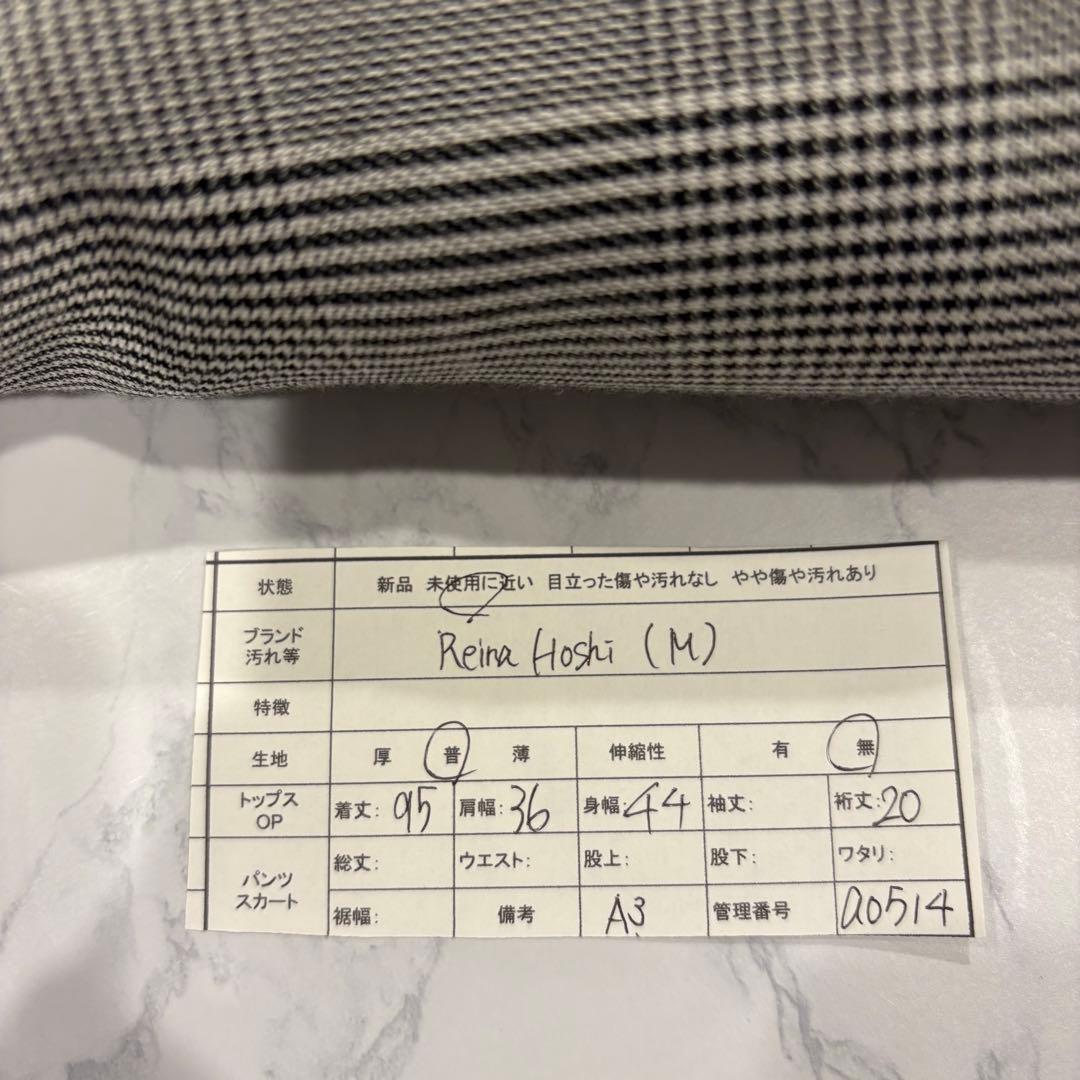 状態 新品 未使用に近い 目立った傷や汚れなし やや傷や汚れあり
ブランド
汚れ等 Reina Hoshi (M)
特徴
生地 厚 普 薄 伸縮性 有 無
トップス
OP 着丈: 95 肩幅: 36 身幅: 44 袖丈: 裄丈: 20
パンツ
スカート 総丈: ウエスト: 股上: 股下: ワタリ:
裾幅: 備考 A3 管理番号 a0514